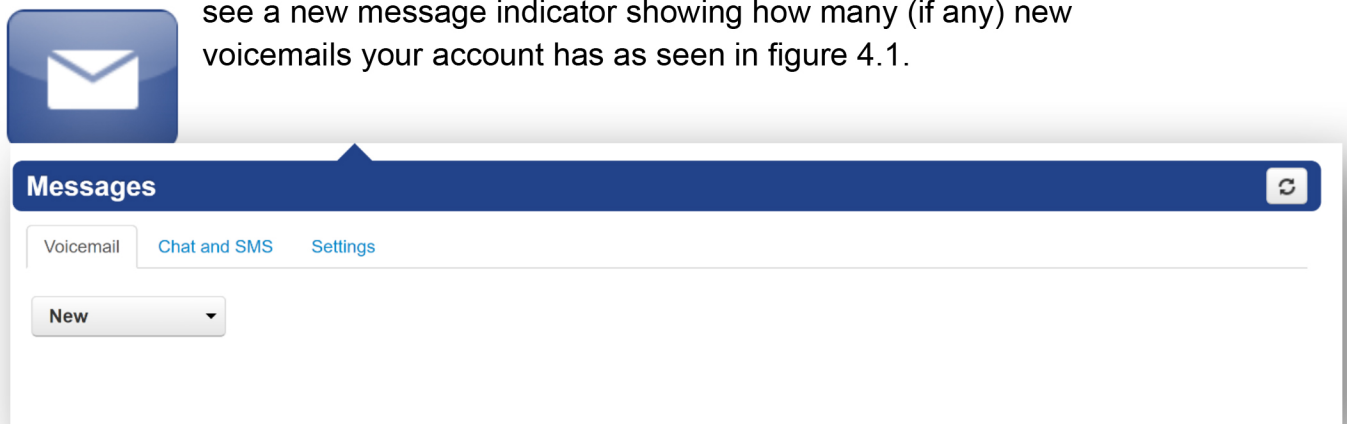 see a new message indicator showing how many (if any) new
voicemails your account has as seen in figure 4.1.
Messages
Voicemail Chat and SMS Settings
New